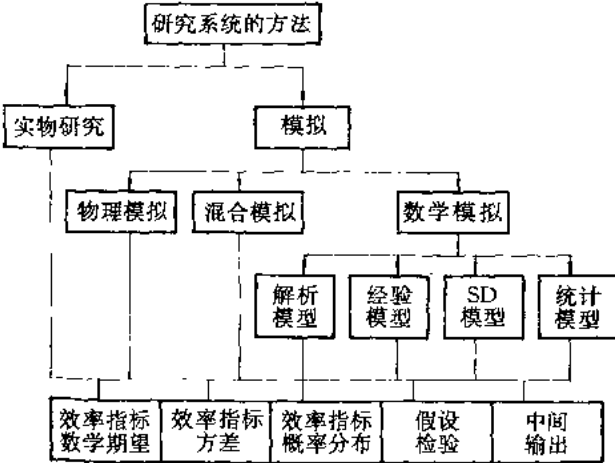 研究系统的方法
实物研究
模拟
物理模拟
混合模拟
数学模拟
解析
模型
经验
模型
SD
模型
统计
模型
效率指标
数学期望
效率指标
方差
效率指标
概率分布
假设
检验
中间
输出